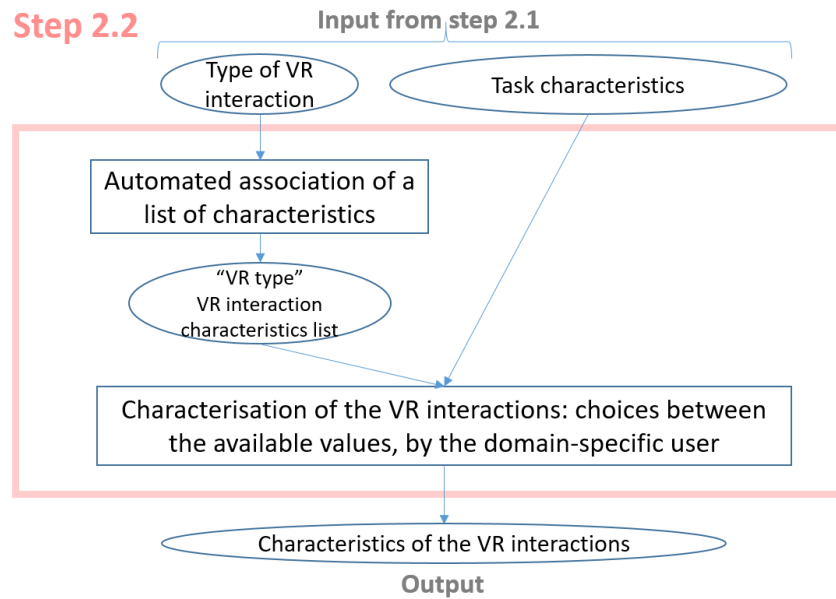 Step 2.2
Input from step 2.1
Type of VR
interaction
Task characteristics
Automated association of a
list of characteristics
“VR type”
VR interaction
characteristics list
Characterisation of the VR interactions: choices between
the available values, by the domain-specific user
Characteristics of the VR interactions
Output